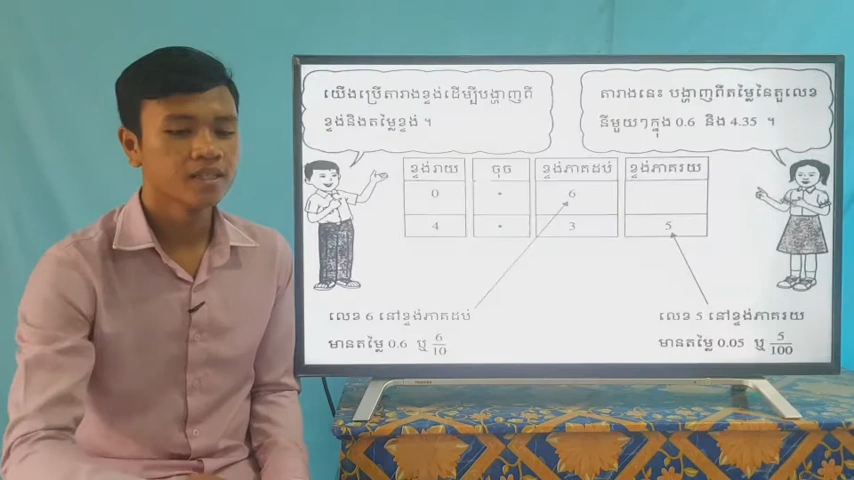 យើងប្រើតារាងខ្ទង់ដើម្បីបង្ហាញពី
ខ្ទង់និងតម្លៃខ្ទង់ ។
តារាងនេះ បង្ហាញពីតម្លៃនៃតួលេខ
នីមួយៗក្នុង 0.6 និង 4.35 ។
ខ្ទង់រាយ ចុច ខ្ទង់ភាគដប់ ខ្ទង់ភាគរយ
0 . 6
4 . 3 5
លេខ 6 នៅខ្ទង់ភាគដប់
មានតម្លៃ 0.6 ឬ 6/10
លេខ 5 នៅខ្ទង់ភាគរយ
មានតម្លៃ 0.05 ឬ 5/100